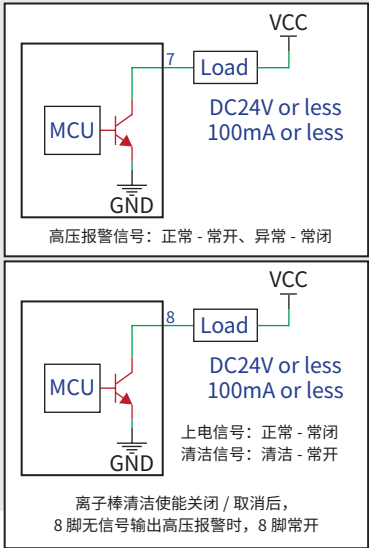 VCC
7
Load
MCU
DC24V or less
100mA or less
GND
高压报警信号：正常 - 常开、异常 - 常闭
VCC
8
Load
MCU
DC24V or less
100mA or less
上电信号：正常 - 常闭
清洁信号：清洁 - 常开
GND
离子棒清洁使能关闭 / 取消后，
8 脚无信号输出高压报警时，8 脚常开